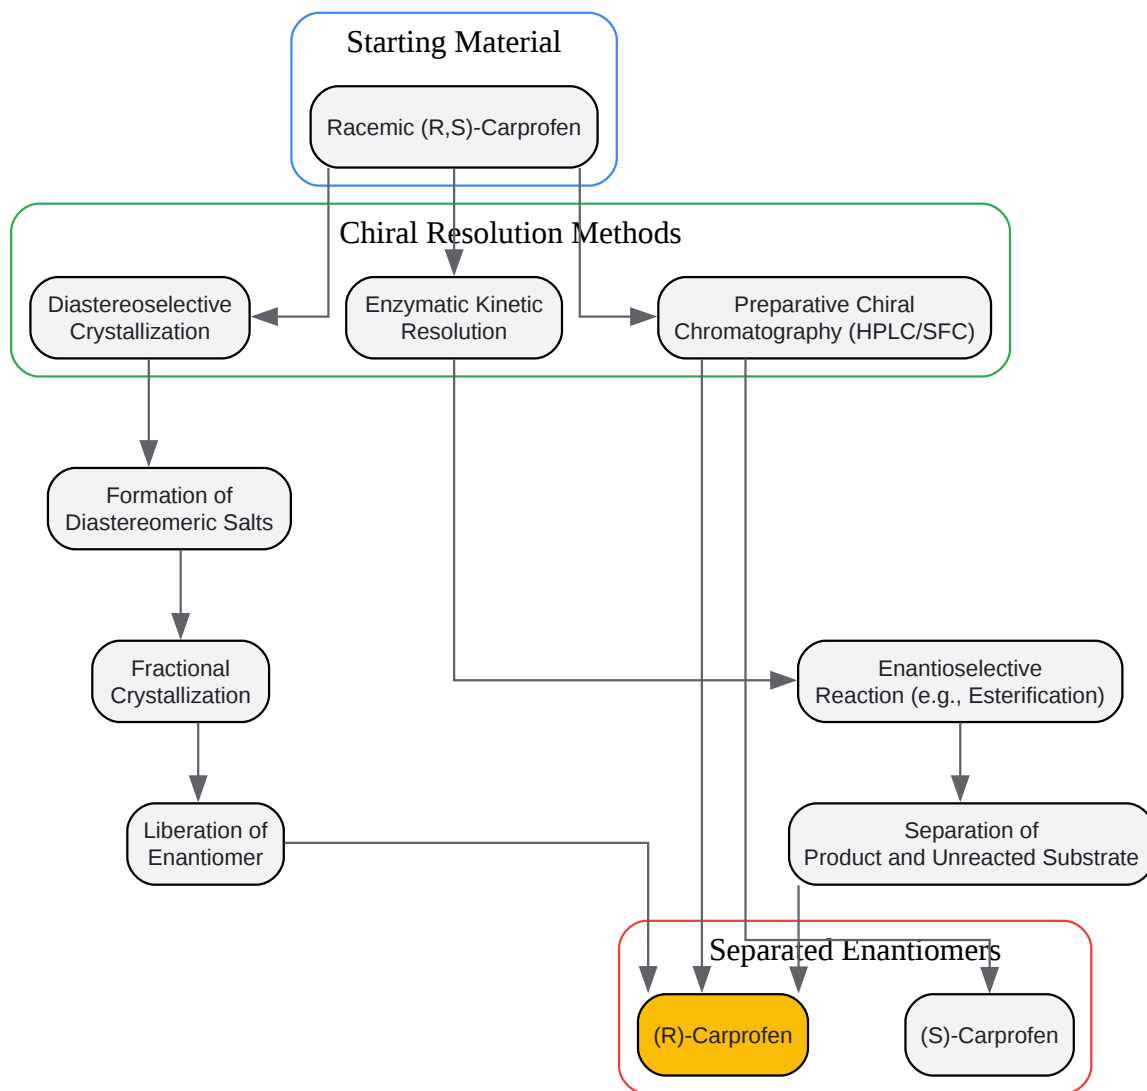 Starting Material
Racemic (R,S)-Carprofen
Chiral Resolution Methods
Diastereoselective
Crystallization
Enzymatic Kinetic
Resolution
Preparative Chiral
Chromatography (HPLC/SFC)
Formation of
Diastereomeric Salts
Fractional
Crystallization
Enantioselective
Reaction (e.g., Esterification)
Liberation of
Enantiomer
Separation of
Product and Unreacted Substrate
Separated Enantiomers
(R)-Carprofen
(S)-Carprofen